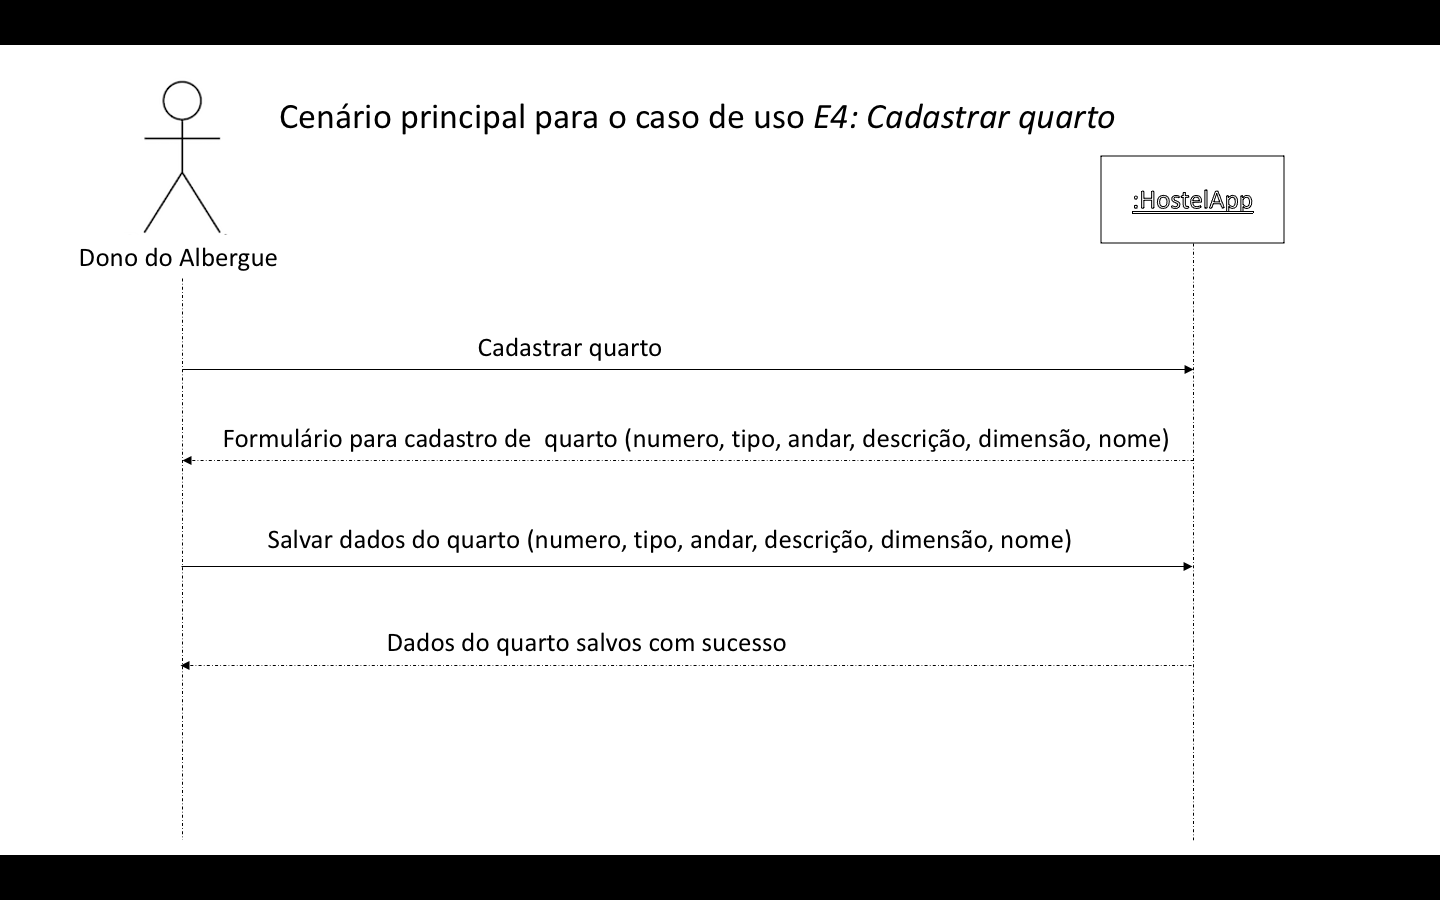 Cenário principal para o caso de uso E4: Cadastrar quarto
:HostelApp
Dono do Albergue
Cadastrar quarto
Formulário para cadastro de  quarto (numero, tipo, andar, descrição, dimensão, nome)
Salvar dados do quarto (numero, tipo, andar, descrição, dimensão, nome)
Dados do quarto salvos com sucesso